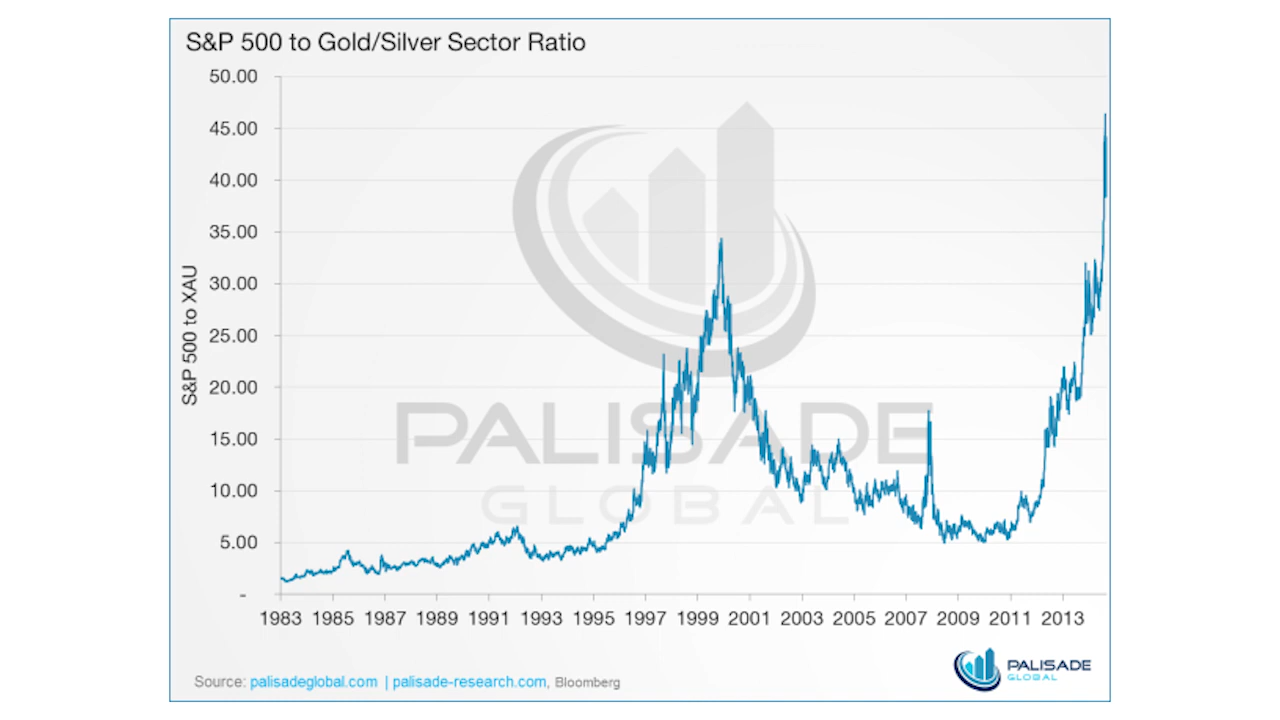 S&P 500 to Gold/Silver Sector Ratio
50.00
45.00
40.00
35.00
30.00
25.00
20.00
15.00
10.00
5.00
-
S&P 500 to XAU
PALISADE
GLOBAL
1983 1985 1987 1989 1991 1993 1995 1997 1999 2001 2003 2005 2007 2009 2011 2013
PALISADE
GLOBAL
Source: palisadeglobal.com | palisade-research.com, Bloomberg